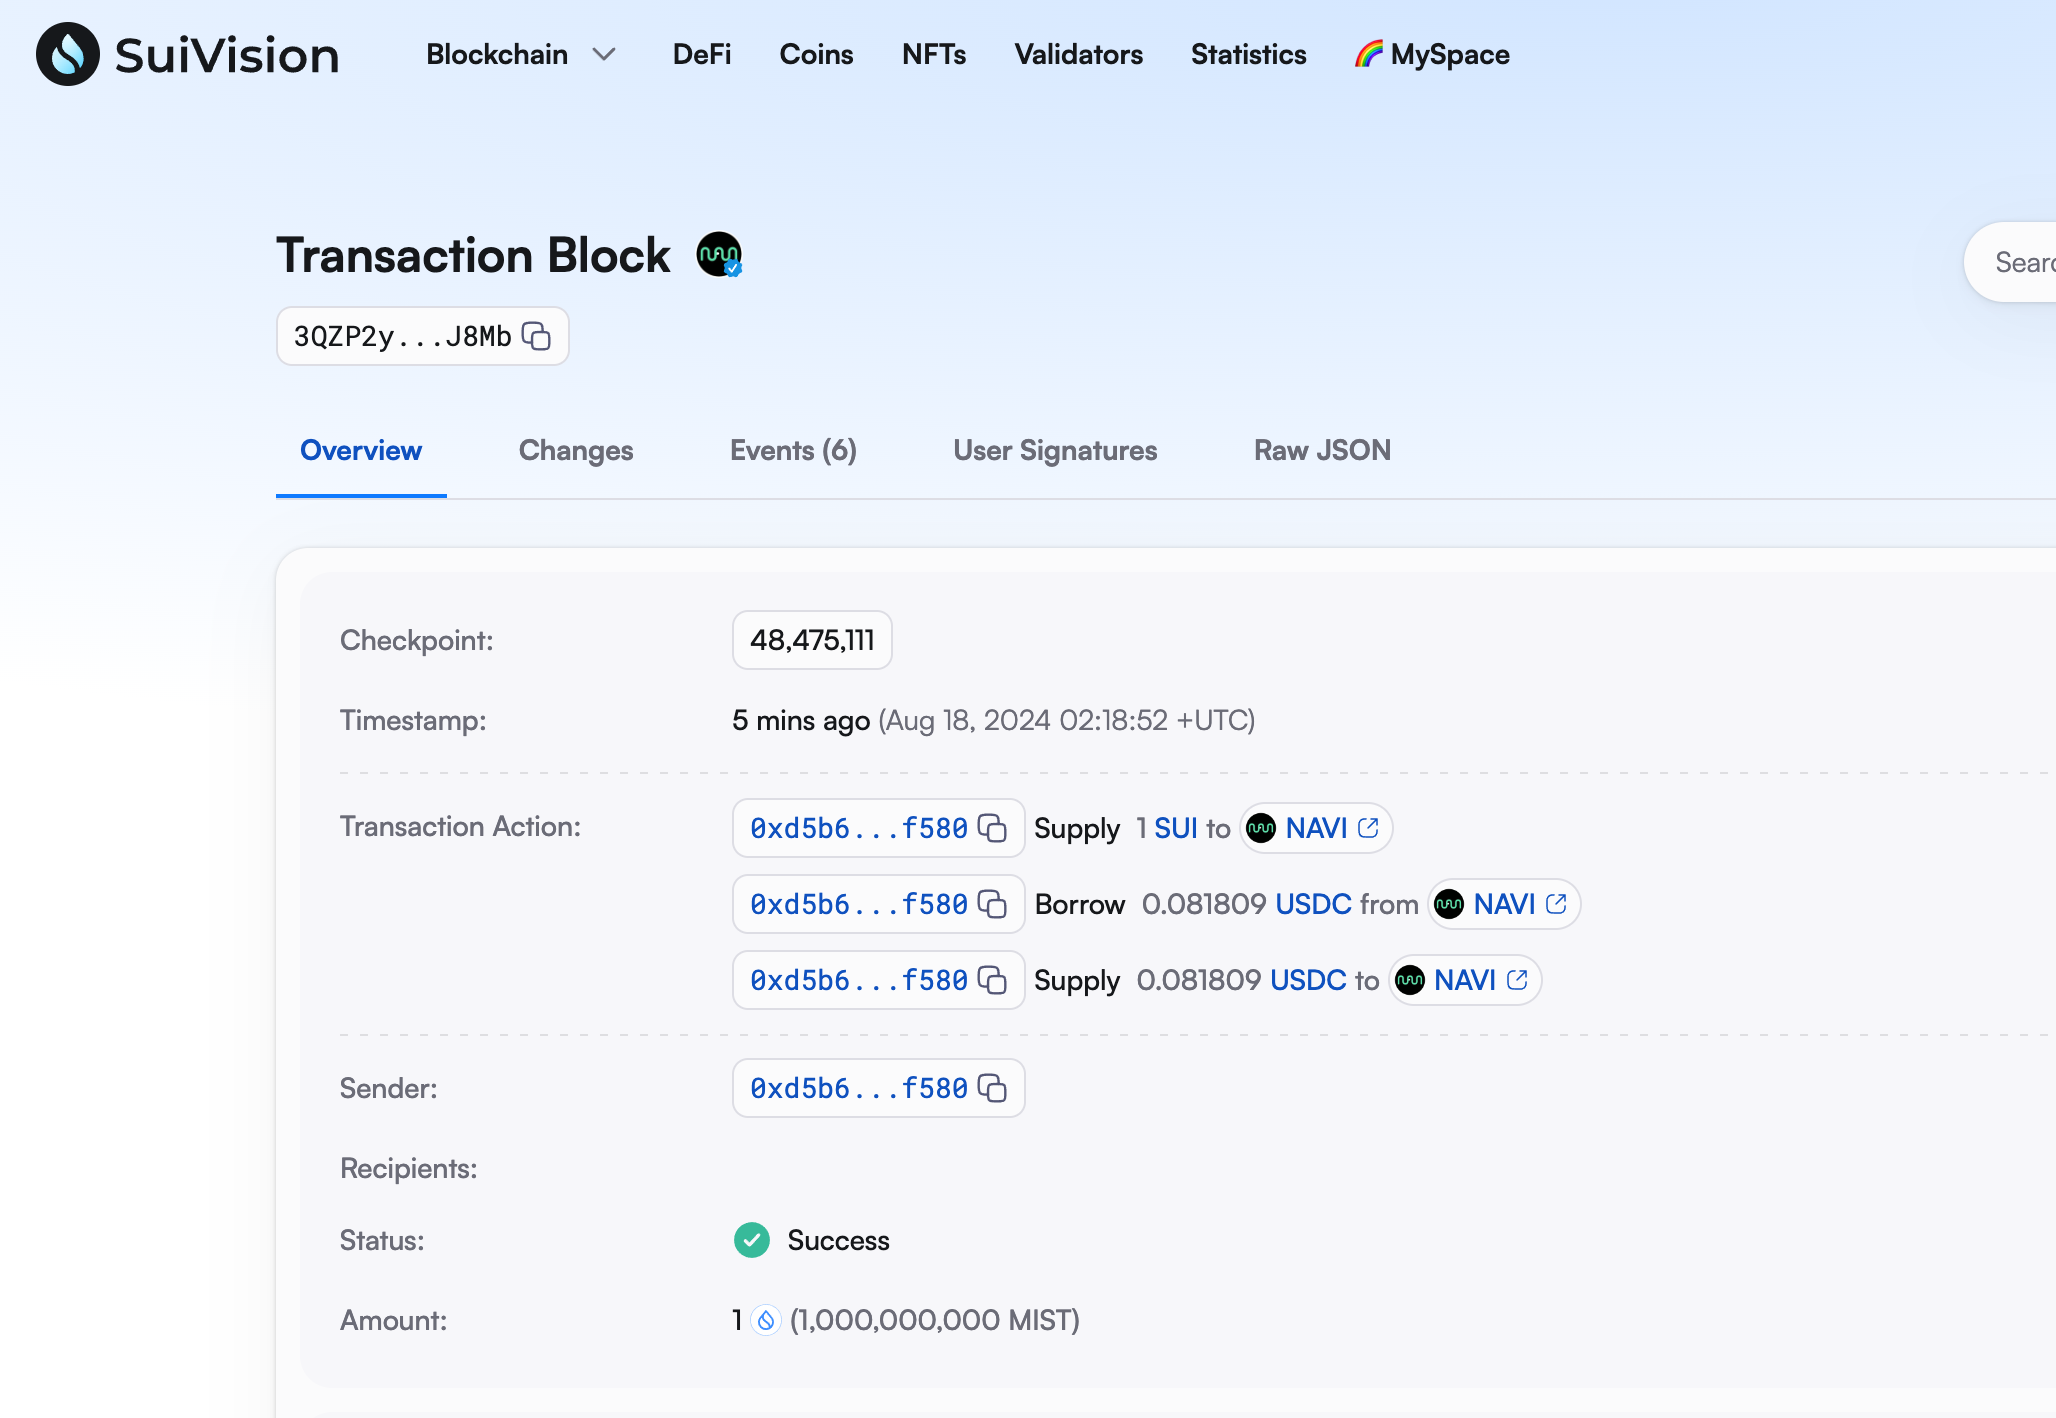 SuiVision Blockchain DeFi Coins NFTs Validators Statistics MySpace
Transaction Block
3QZP2y...J8Mb
Overview Changes Events (6) User Signatures Raw JSON
Checkpoint: 48,475,111
Timestamp: 5 mins ago (Aug 18, 2024 02:18:52 +UTC)
Transaction Action: 0xd5b6...f580 Supply 1 SUI to NAVI
0xd5b6...f580 Borrow 0.081809 USDC from NAVI
0xd5b6...f580 Supply 0.081809 USDC to NAVI
Sender: 0xd5b6...f580
Recipients:
Status: Success
Amount: 1 (1,000,000,000 MIST)